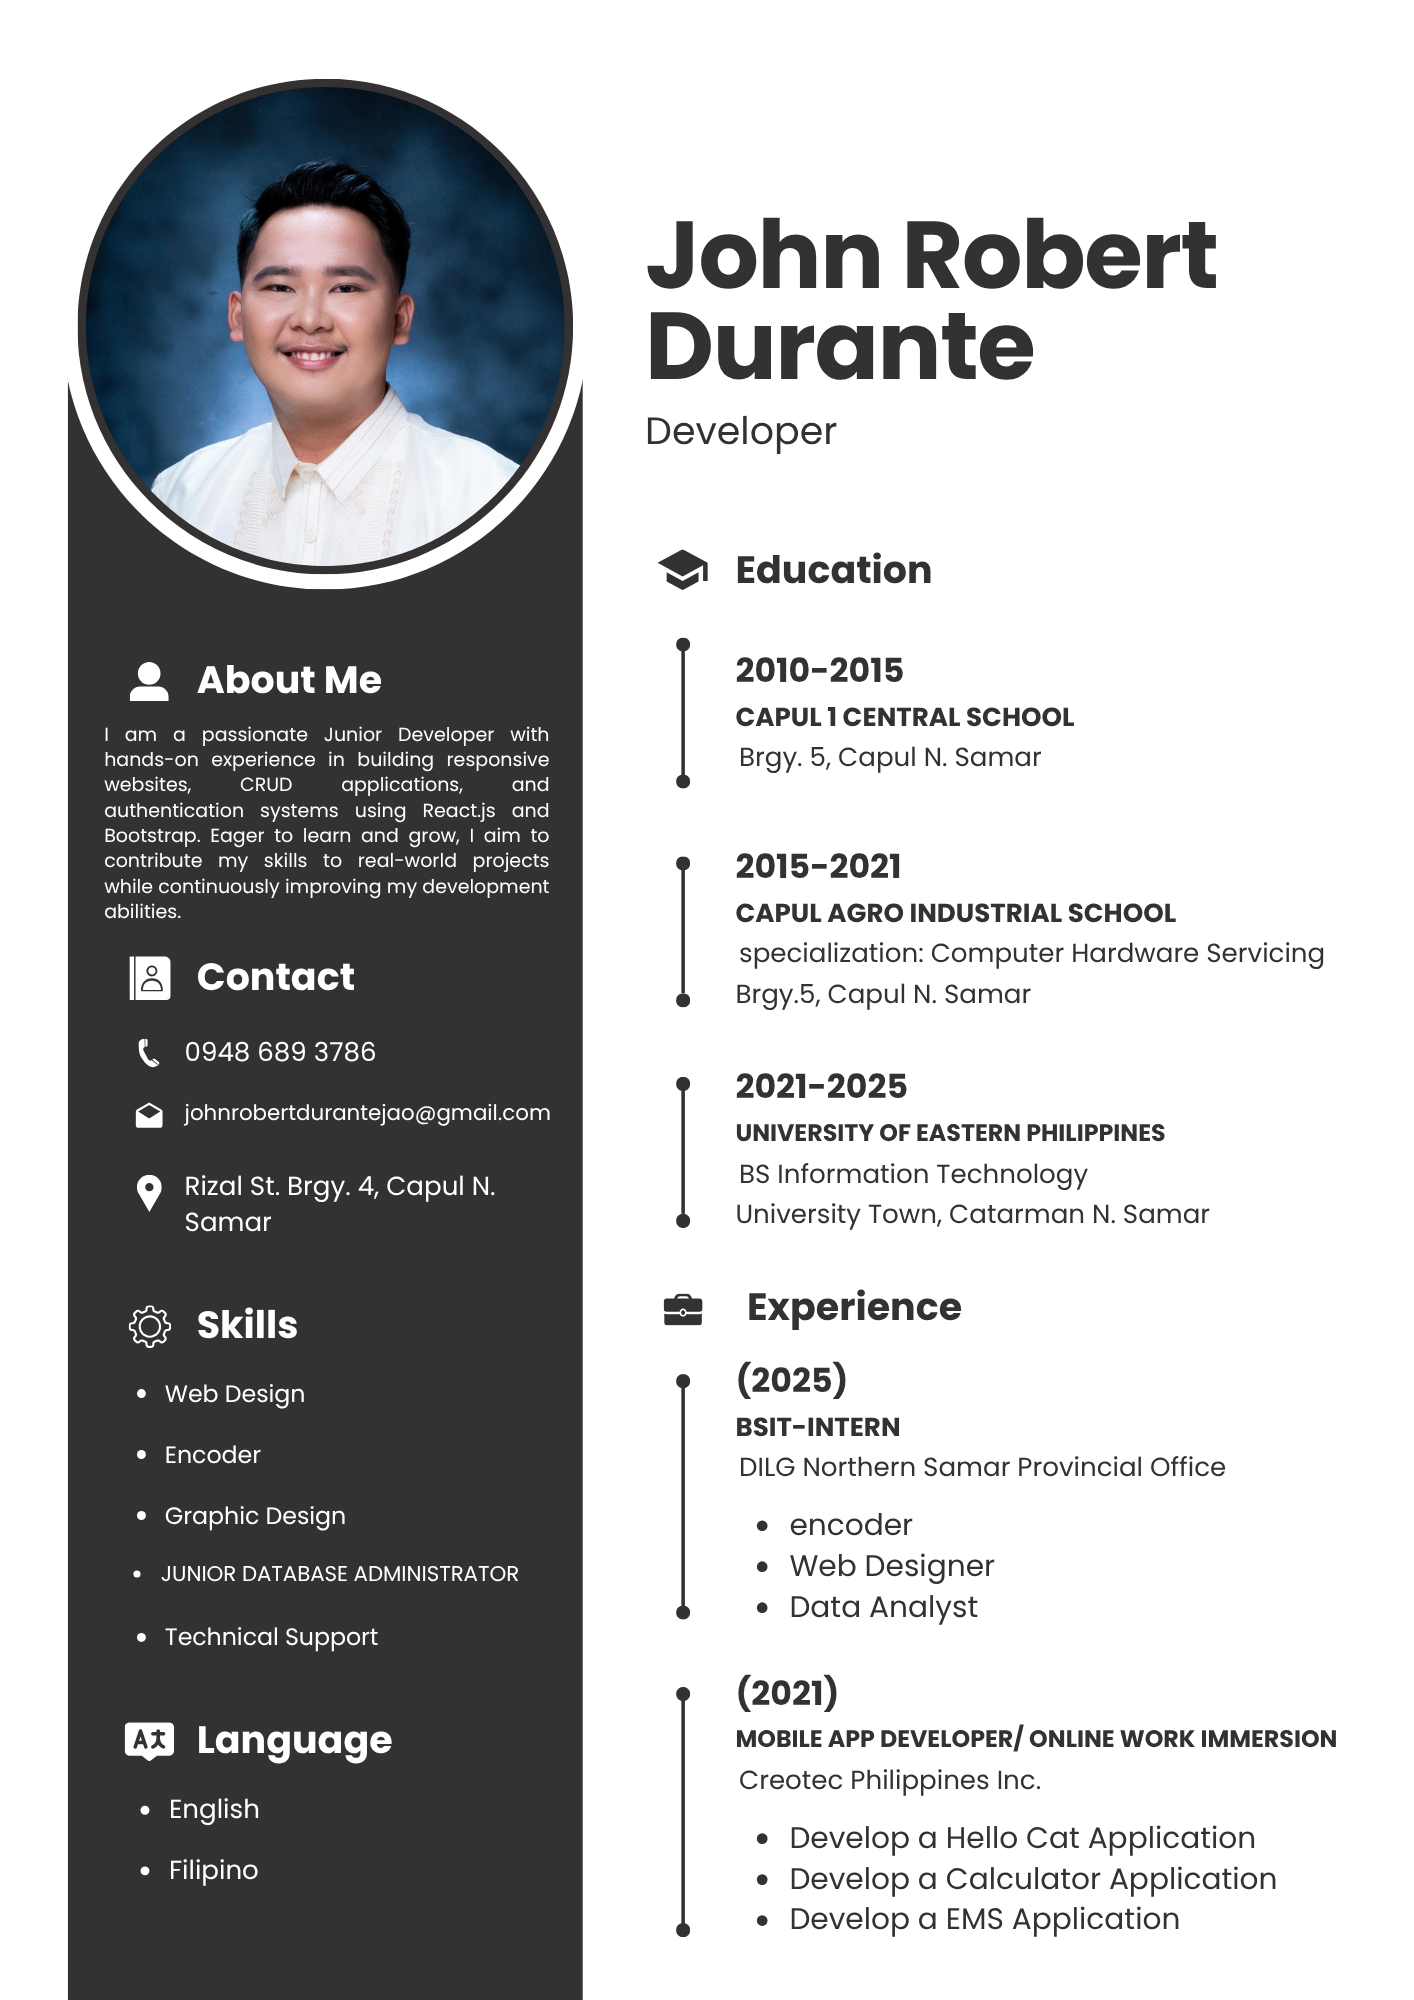 John Robert
Durante
Developer
About Me
I am a passionate Junior Developer with
hands-on experience in building responsive
websites, CRUD applications, and
authentication systems using React.js and
Bootstrap. Eager to learn and grow, I aim to
contribute my skills to real-world projects
while continuously improving my development
abilities.
Contact
0948 689 3786
johnrobertdurantejao@gmail.com
Rizal St. Brgy. 4, Capul N.
Samar
Skills
Web Design
Encoder
Graphic Design
JUNIOR DATABASE ADMINISTRATOR
Technical Support
Language
English
Filipino
Education
2010-2015
CAPUL 1 CENTRAL SCHOOL
Brgy. 5, Capul N. Samar
2015-2021
CAPUL AGRO INDUSTRIAL SCHOOL
specialization: Computer Hardware Servicing
Brgy.5, Capul N. Samar
2021-2025
UNIVERSITY OF EASTERN PHILIPPINES
BS Information Technology
University Town, Catarman N. Samar
Experience
(2025)
BSIT-INTERN
DILG Northern Samar Provincial Office
encoder
Web Designer
Data Analyst
(2021)
MOBILE APP DEVELOPER/ ONLINE WORK IMMERSION
Creotec Philippines Inc.
Develop a Hello Cat Application
Develop a Calculator Application
Develop a EMS Application